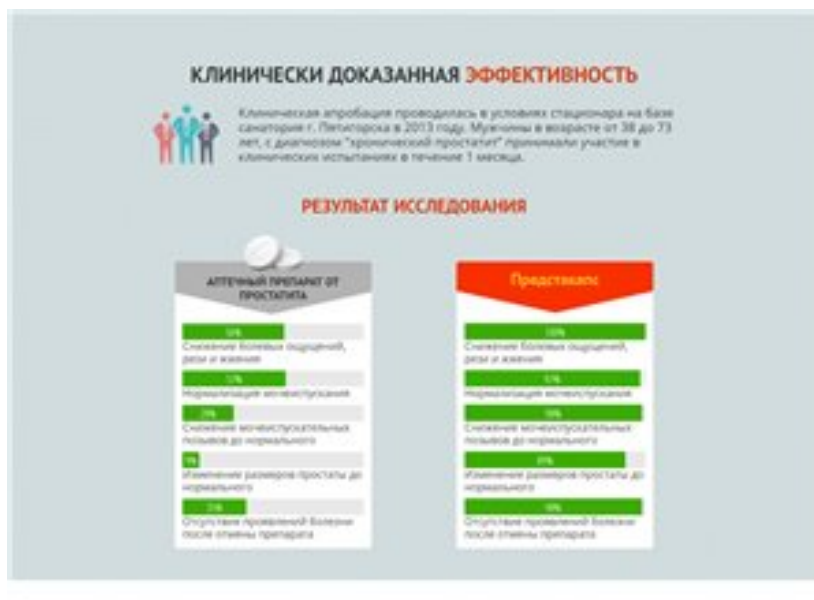 КЛИНИЧЕСКИ ДОКАЗАННАЯ ЭФФЕКТИВНОСТЬ
Клиническая апробация проводилась в условиях стационара на базе
санатория г. Пятигорска в 2013 году. Мужчины в возрасте от 38 до 73
лет, с диагнозом "хронический простатит" принимали участие в
клинических испытаниях в течение 1 месяца.
РЕЗУЛЬТАТ ИССЛЕДОВАНИЯ
АПТЕЧНЫЙ ПРЕПАРАТ ОТ
ПРОСТАТИТА
Снижение болевых ощущений,
рези и жжения
Нормализация мочеиспускания
Снижение мочеиспускательных
позывов до нормального
Изменение размеров простаты до
нормального
Отсутствие проявлений болезни
после отмены препарата
Предстакапс
100%
Снижение болевых ощущений,
рези и жжения
Нормализация мочеиспускания
Снижение мочеиспускательных
позывов до нормального
Изменение размеров простаты до
нормального
Отсутствие проявлений болезни
после отмены препарата